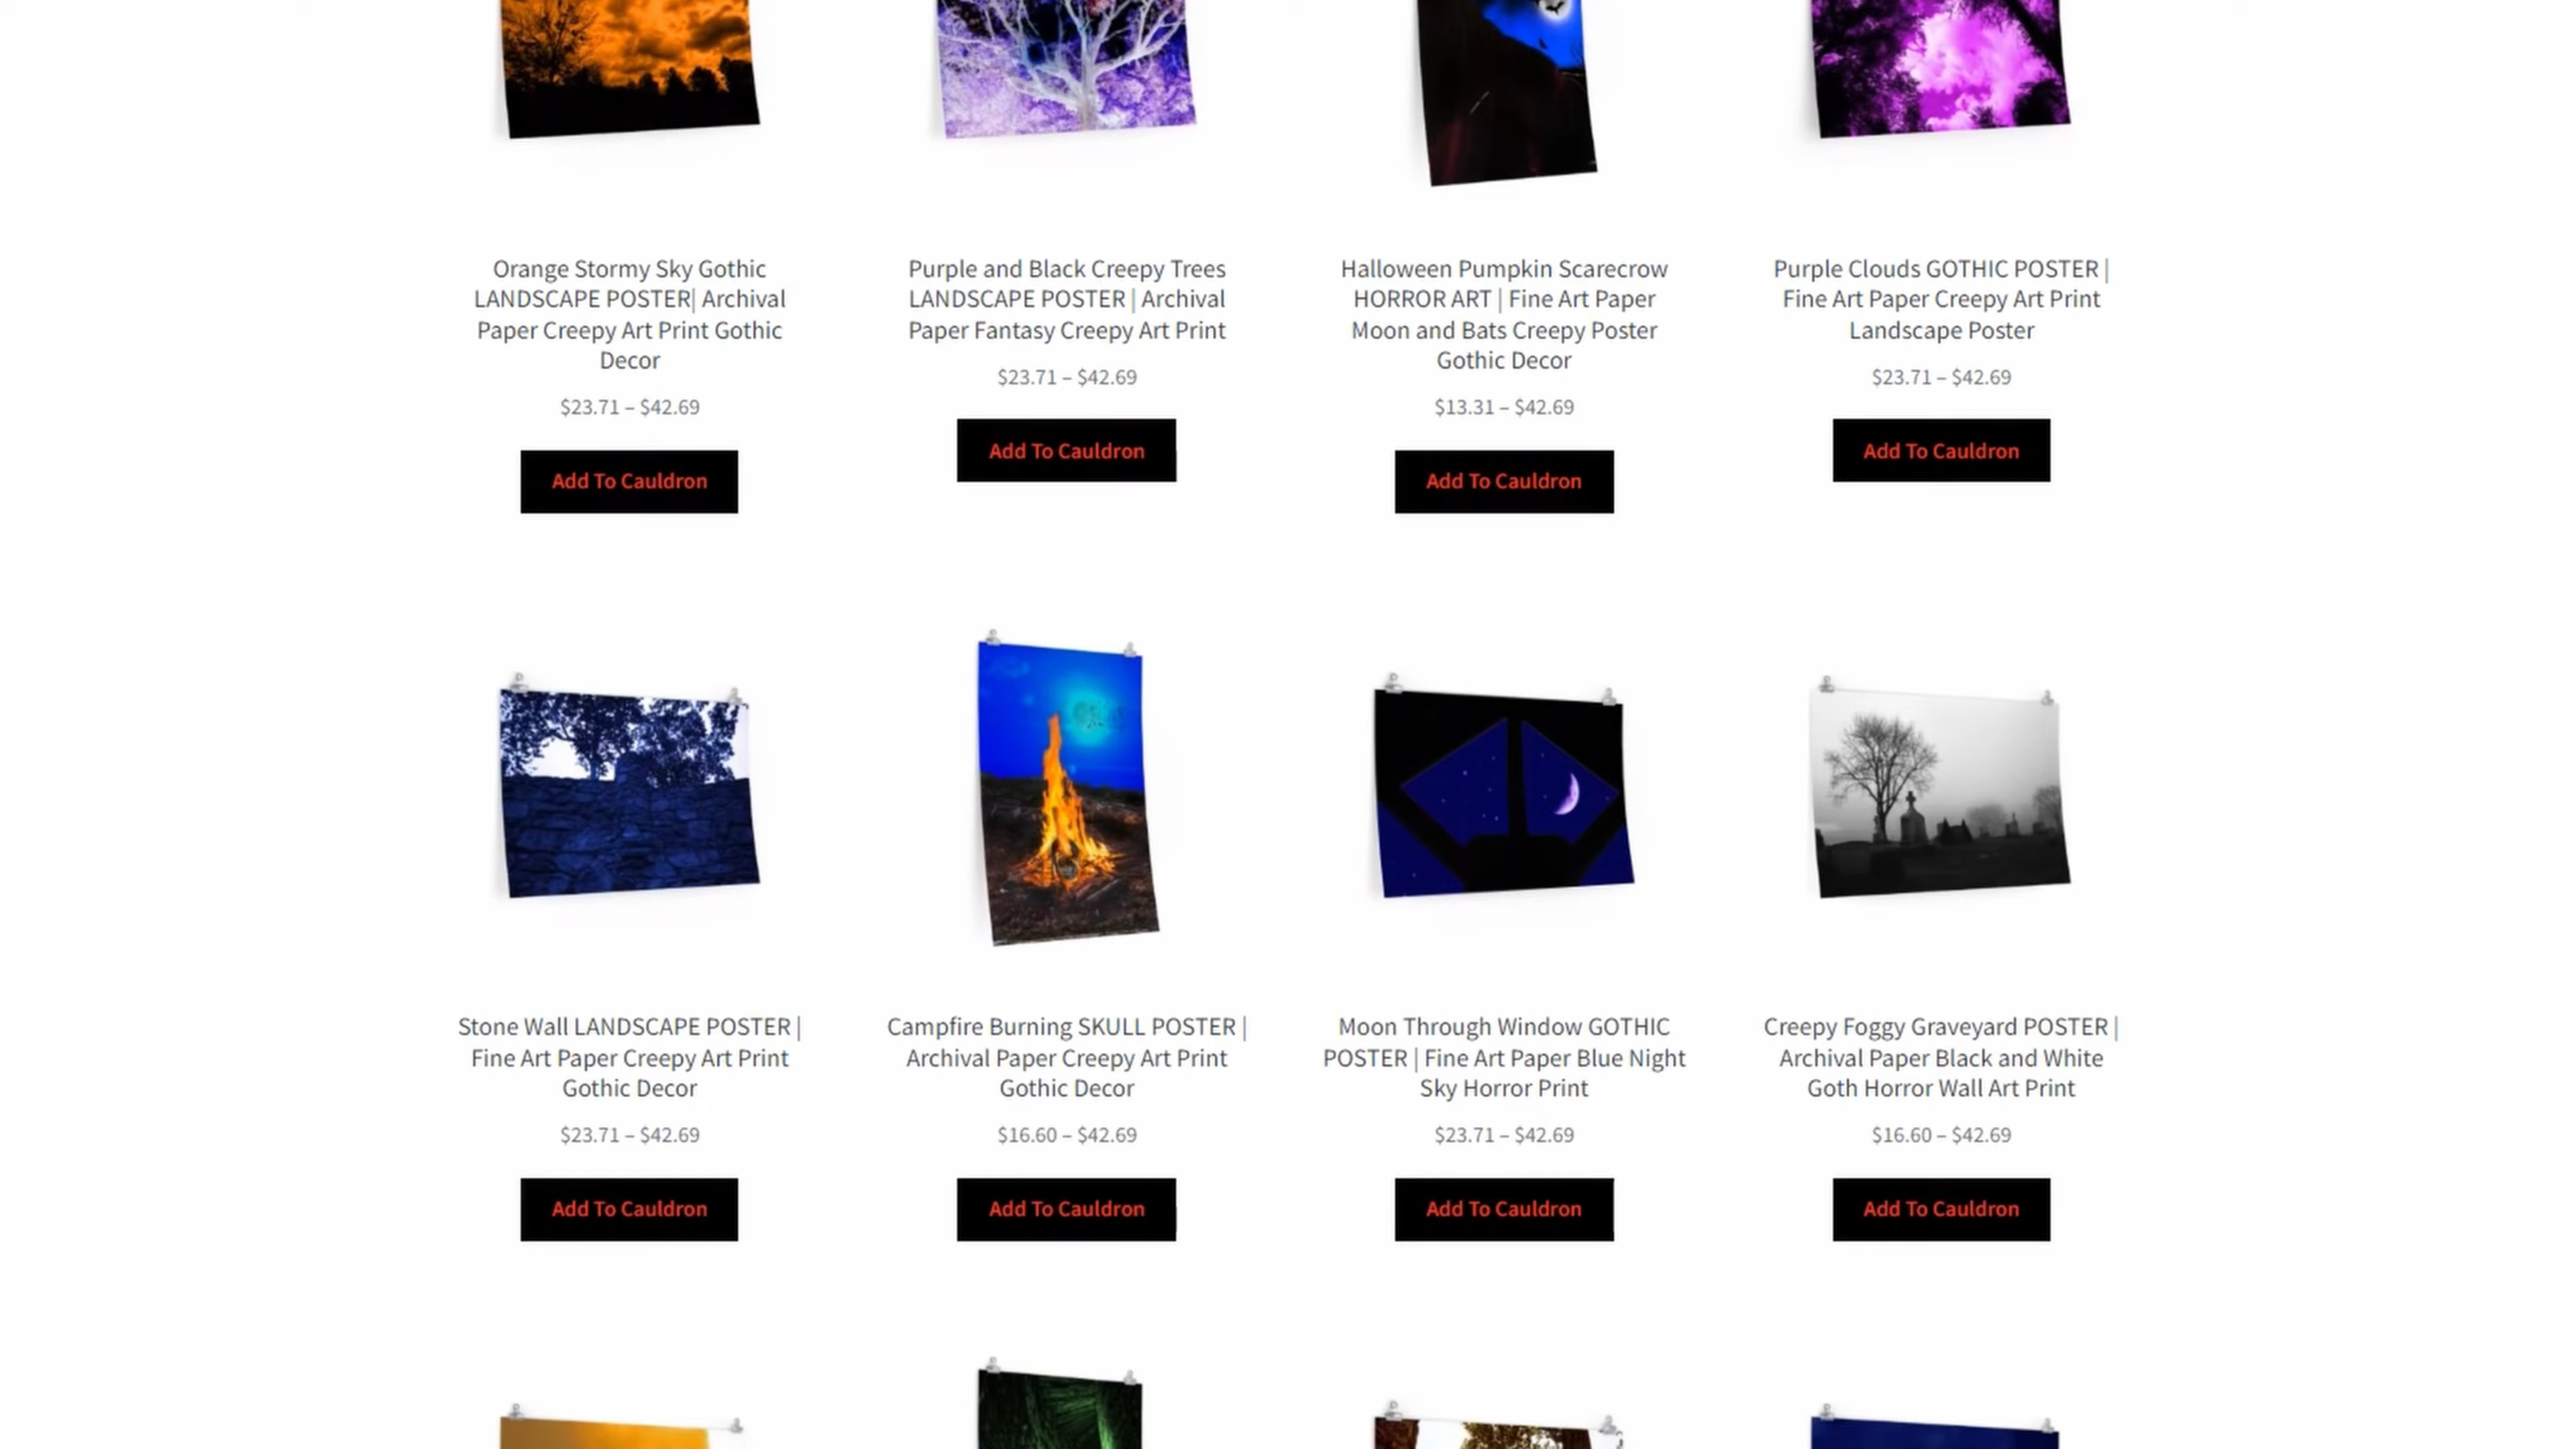 Orange Stormy Sky Gothic
LANDSCAPE POSTER| Archival
Paper Creepy Art Print Gothic
Decor
$23.71 – $42.69
Add To Cauldron
Purple and Black Creepy Trees
LANDSCAPE POSTER | Archival
Paper Fantasy Creepy Art Print
$23.71 – $42.69
Add To Cauldron
Halloween Pumpkin Scarecrow
HORROR ART | Fine Art Paper
Moon and Bats Creepy Poster
Gothic Decor
$13.31 – $42.69
Add To Cauldron
Purple Clouds GOTHIC POSTER |
Fine Art Paper Creepy Art Print
Landscape Poster
$23.71 – $42.69
Add To Cauldron
Stone Wall LANDSCAPE POSTER |
Fine Art Paper Creepy Art Print
Gothic Decor
$23.71 – $42.69
Add To Cauldron
Campfire Burning SKULL POSTER |
Archival Paper Creepy Art Print
Gothic Decor
$16.60 – $42.69
Add To Cauldron
Moon Through Window GOTHIC
POSTER | Fine Art Paper Blue Night
Sky Horror Print
$23.71 – $42.69
Add To Cauldron
Creepy Foggy Graveyard POSTER |
Archival Paper Black and White
Goth Horror Wall Art Print
$16.60 – $42.69
Add To Cauldron